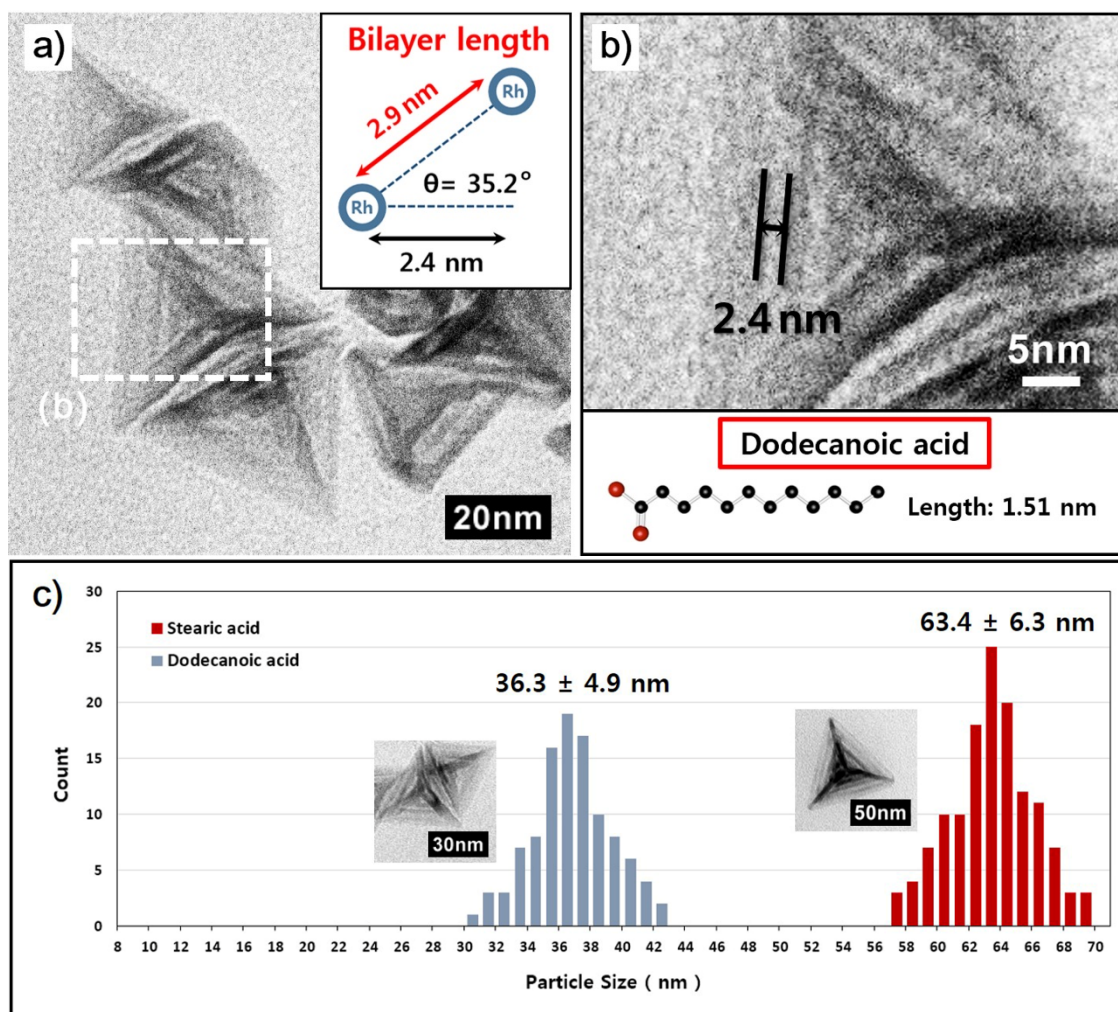 a)
Bilayer length
Rh
2.9 nm
θ= 35.2°
Rh
2.4 nm
(b)
20nm
b)
2.4 nm
5nm
Dodecanoic acid
Length: 1.51 nm
c)
30
25
20
15
10
5
0
Count
Stearic acid
Dodecanoic acid
36.3 ± 4.9 nm
63.4 ± 6.3 nm
30nm
50nm
8 10 12 14 16 18 20 22 24 26 28 30 32 34 36 38 40 42 44 46 48 50 52 54 56 58 60 62 64 66 68 70
Particle Size ( nm )